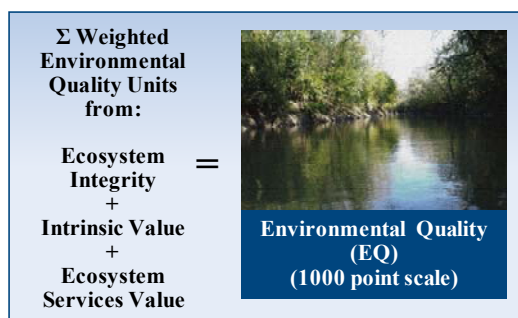 Σ Weighted
Environmental
Quality Units
from:
Ecosystem
Integrity
+
Intrinsic Value
+
Ecosystem
Services Value
=
Environmental Quality
(EQ)
(1000 point scale)